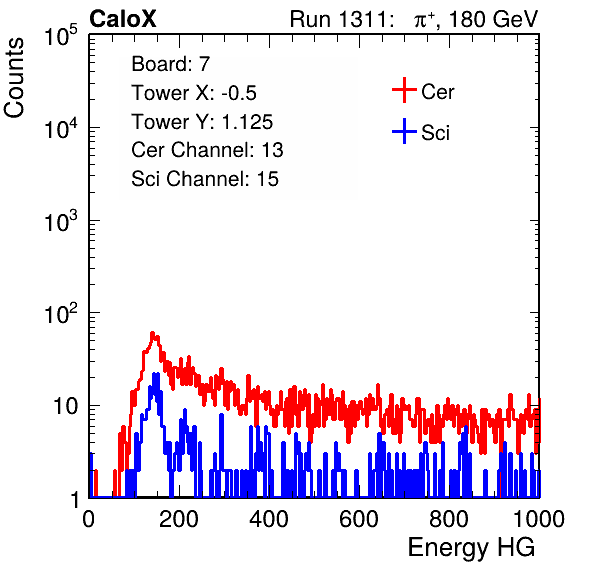 CaloX Run 1311: π⁺, 180 GeV
Board: 7
Tower X: -0.5
Tower Y: 1.125
Cer Channel: 13
Sci Channel: 15
Cer
Sci
Counts
10⁵
10⁴
10³
10²
10
1
0 200 400 600 800 1000
Energy HG